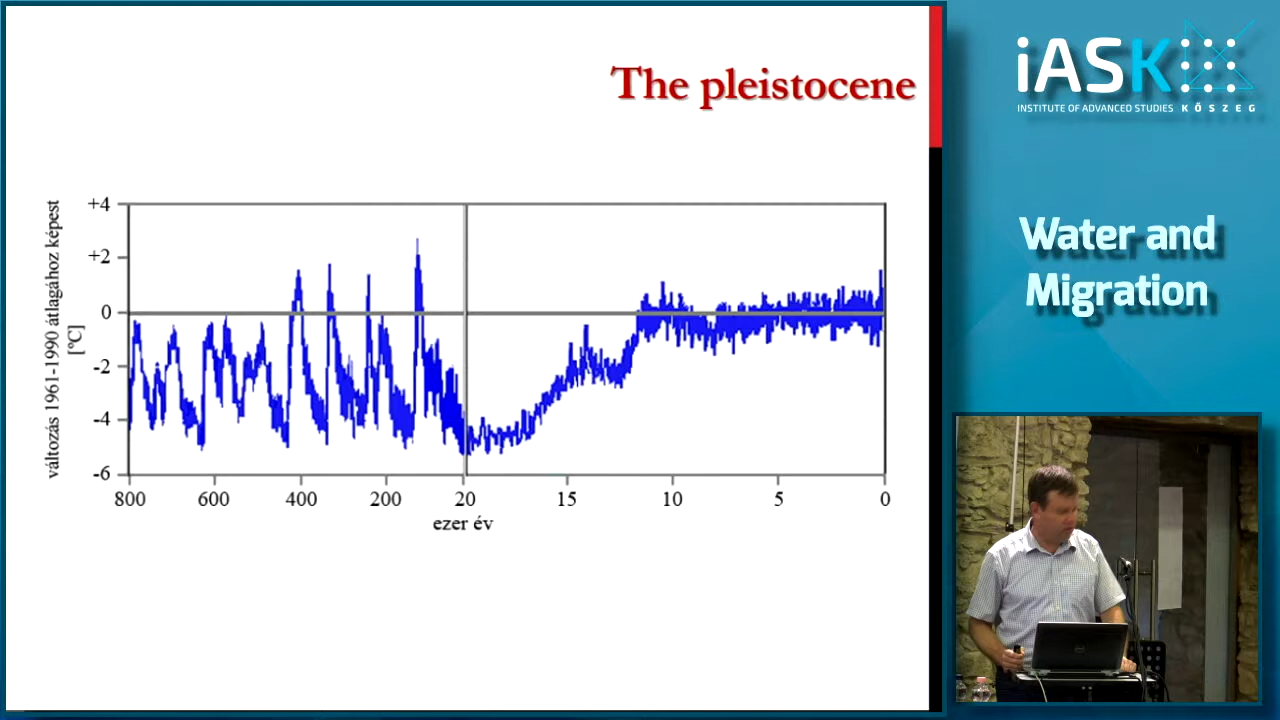 The pleistocene
változás 1961-1990 átlagához képest
[ºC]
+4
+2
0
-2
-4
-6
800
600
400
200
20
15
10
5
0
ezer év
iASK
INSTITUTE OF ADVANCED STUDIES KŐSZEG
Water and
Migration